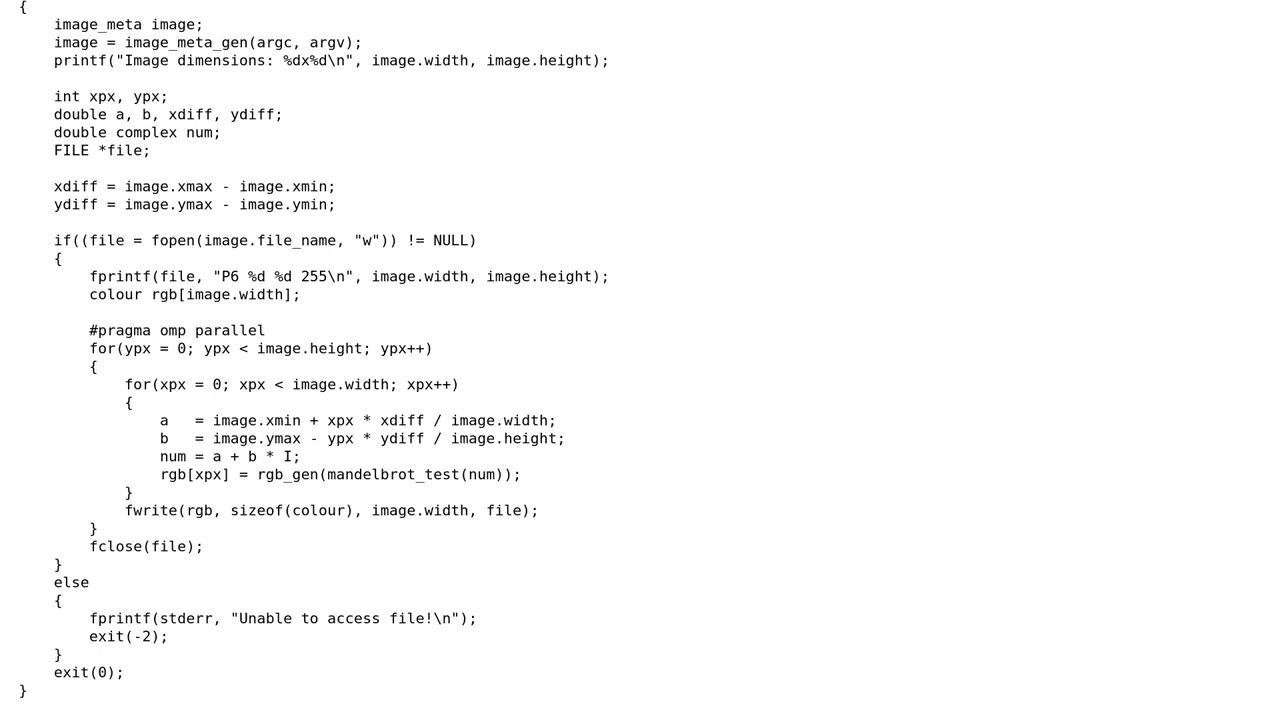 {
    image_meta image;
    image = image_meta_gen(argc, argv);
    printf("Image dimensions: %dx%d\n", image.width, image.height);

    int xpx, ypx;
    double a, b, xdiff, ydiff;
    double complex num;
    FILE *file;

    xdiff = image.xmax - image.xmin;
    ydiff = image.ymax - image.ymin;

    if((file = fopen(image.file_name, "w")) != NULL)
    {
        fprintf(file, "P6 %d %d 255\n", image.width, image.height);
        colour rgb[image.width];

        #pragma omp parallel
        for(ypx = 0; ypx < image.height; ypx++)
        {
            for(xpx = 0; xpx < image.width; xpx++)
            {
                a   = image.xmin + xpx * xdiff / image.width;
                b   = image.ymax - ypx * ydiff / image.height;
                num = a + b * I;
                rgb[xpx] = rgb_gen(mandelbrot_test(num));
            }
            fwrite(rgb, sizeof(colour), image.width, file);
        }
        fclose(file);
    }
    else
    {
        fprintf(stderr, "Unable to access file!\n");
        exit(-2);
    }
    exit(0);
}